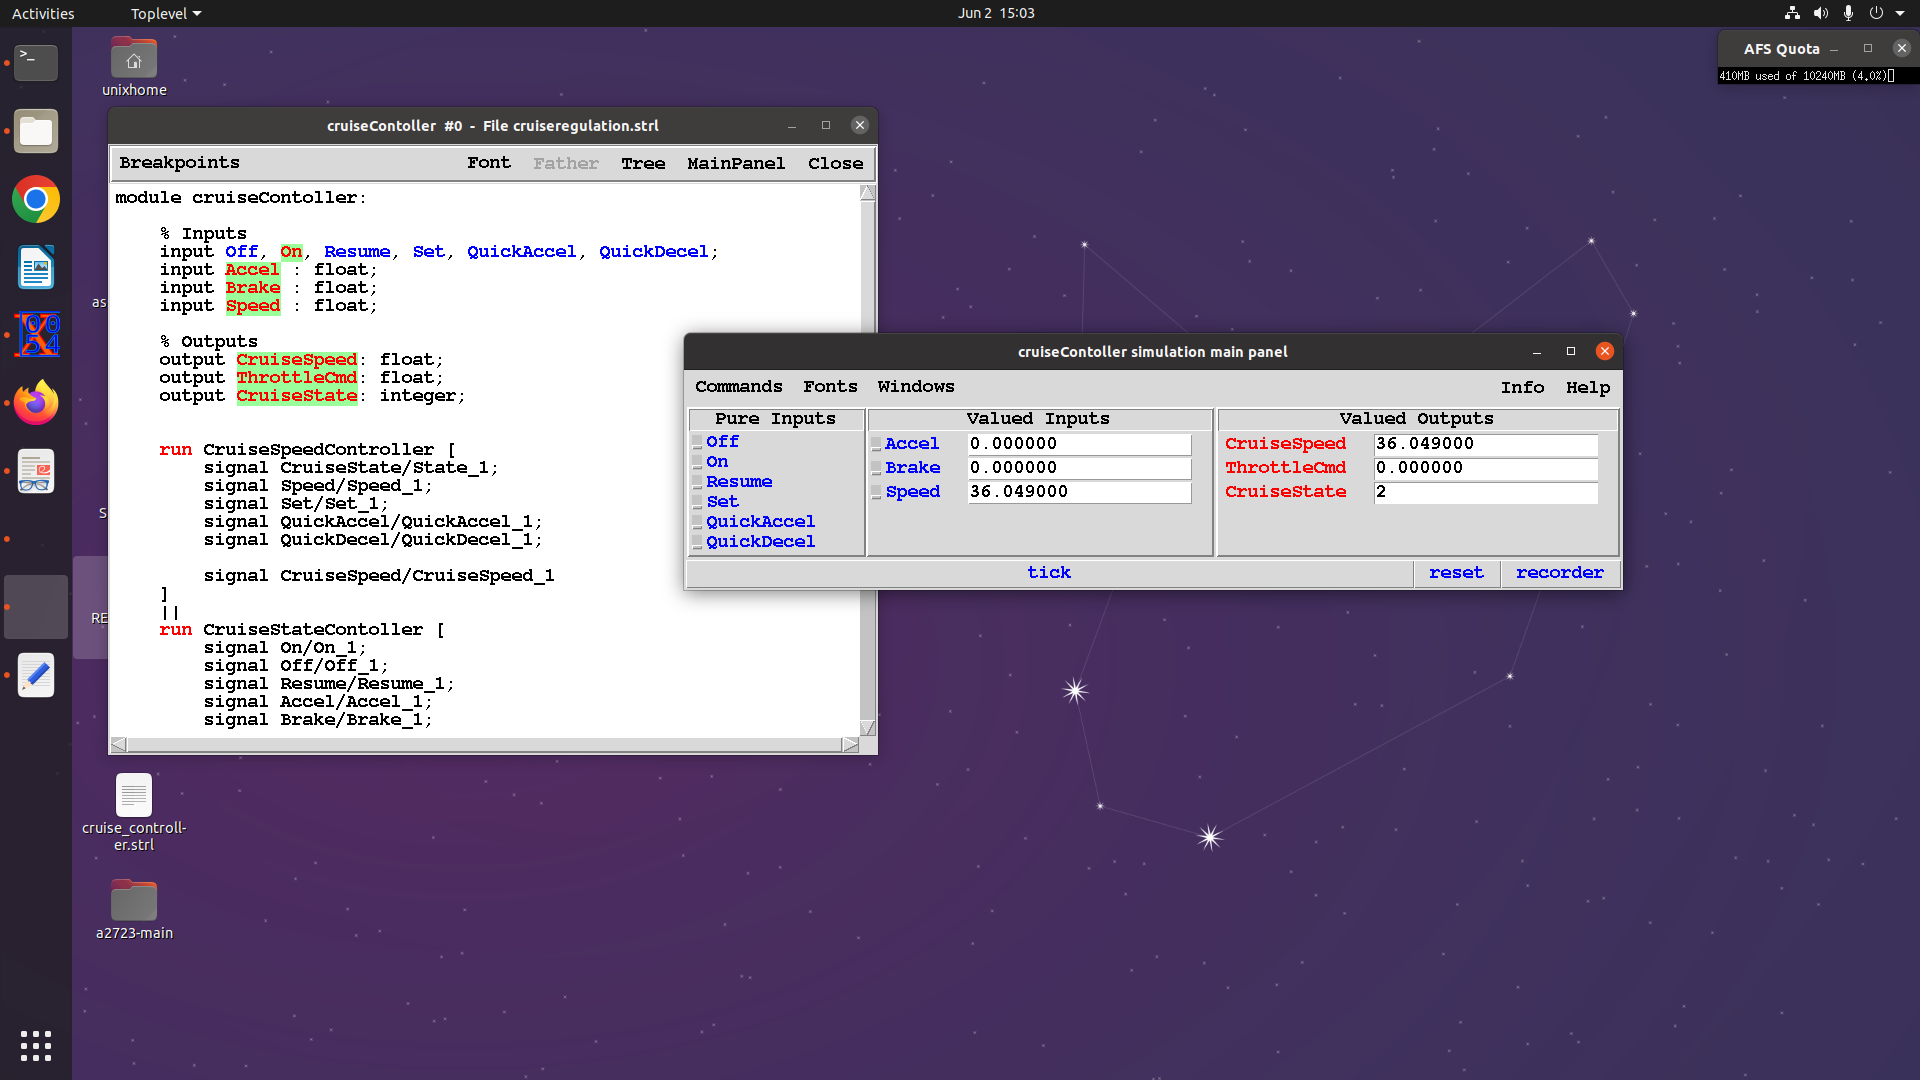 Activities
Toplevel
Jun 2 15:03
unixhome
AFS Quota
410MB used of 10240MB (4.0%)
cruiseContoller #0 - File cruiseregulation.strl
Breakpoints Font Father Tree MainPanel Close
module cruiseContoller:
% Inputs
input Off, On, Resume, Set, QuickAccel, QuickDecel;
input Accel : float;
input Brake : float;
input Speed : float;
% Outputs
output CruiseSpeed: float;
output ThrottleCmd: float;
output CruiseState: integer;
run CruiseSpeedController [
signal CruiseState/State_1;
signal Speed/Speed_1;
signal Set/Set_1;
signal QuickAccel/QuickAccel_1;
signal QuickDecel/QuickDecel_1;
signal CruiseSpeed/CruiseSpeed_1
]
||
run CruiseStateContoller [
signal On/On_1;
signal Off/Off_1;
signal Resume/Resume_1;
signal Accel/Accel_1;
signal Brake/Brake_1;
as
S
RE
cruise_controll-
er.strl
a2723-main
cruiseContoller simulation main panel
Commands Fonts Windows Info Help
Pure Inputs
Off
On
Resume
Set
QuickAccel
QuickDecel
Valued Inputs
Accel 0.000000
Brake 0.000000
Speed 36.049000
Valued Outputs
CruiseSpeed 36.049000
ThrottleCmd 0.000000
CruiseState 2
tick reset recorder